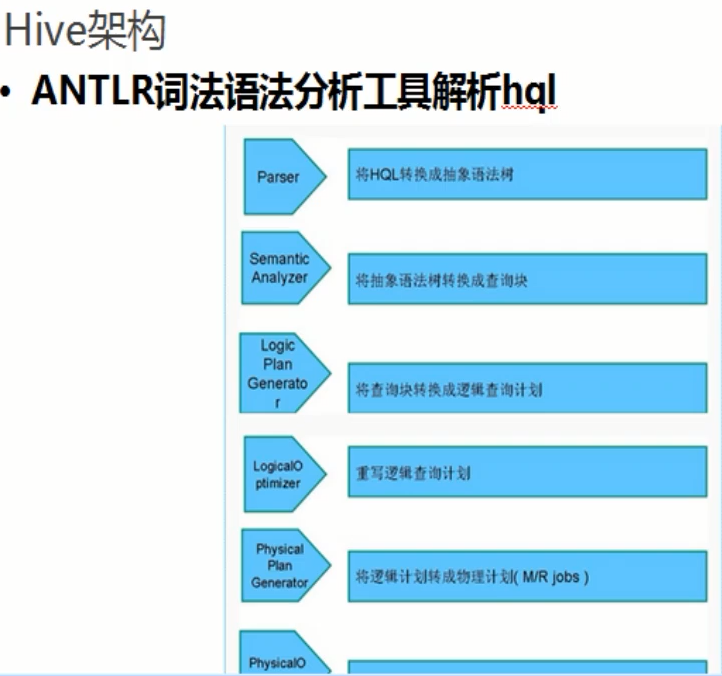 Hive架构
• ANTLR词法语法分析工具解析hql
Parser
将HQL转换成抽象语法树
Semantic
Analyzer
将抽象语法树转换成查询块
Logic
Plan
Generato
r
将查询块转换成逻辑查询计划
LogicalO
ptimizer
重写逻辑查询计划
Physical
Plan
Generator
将逻辑计划转成物理计划( M/R jobs )
PhysicalO